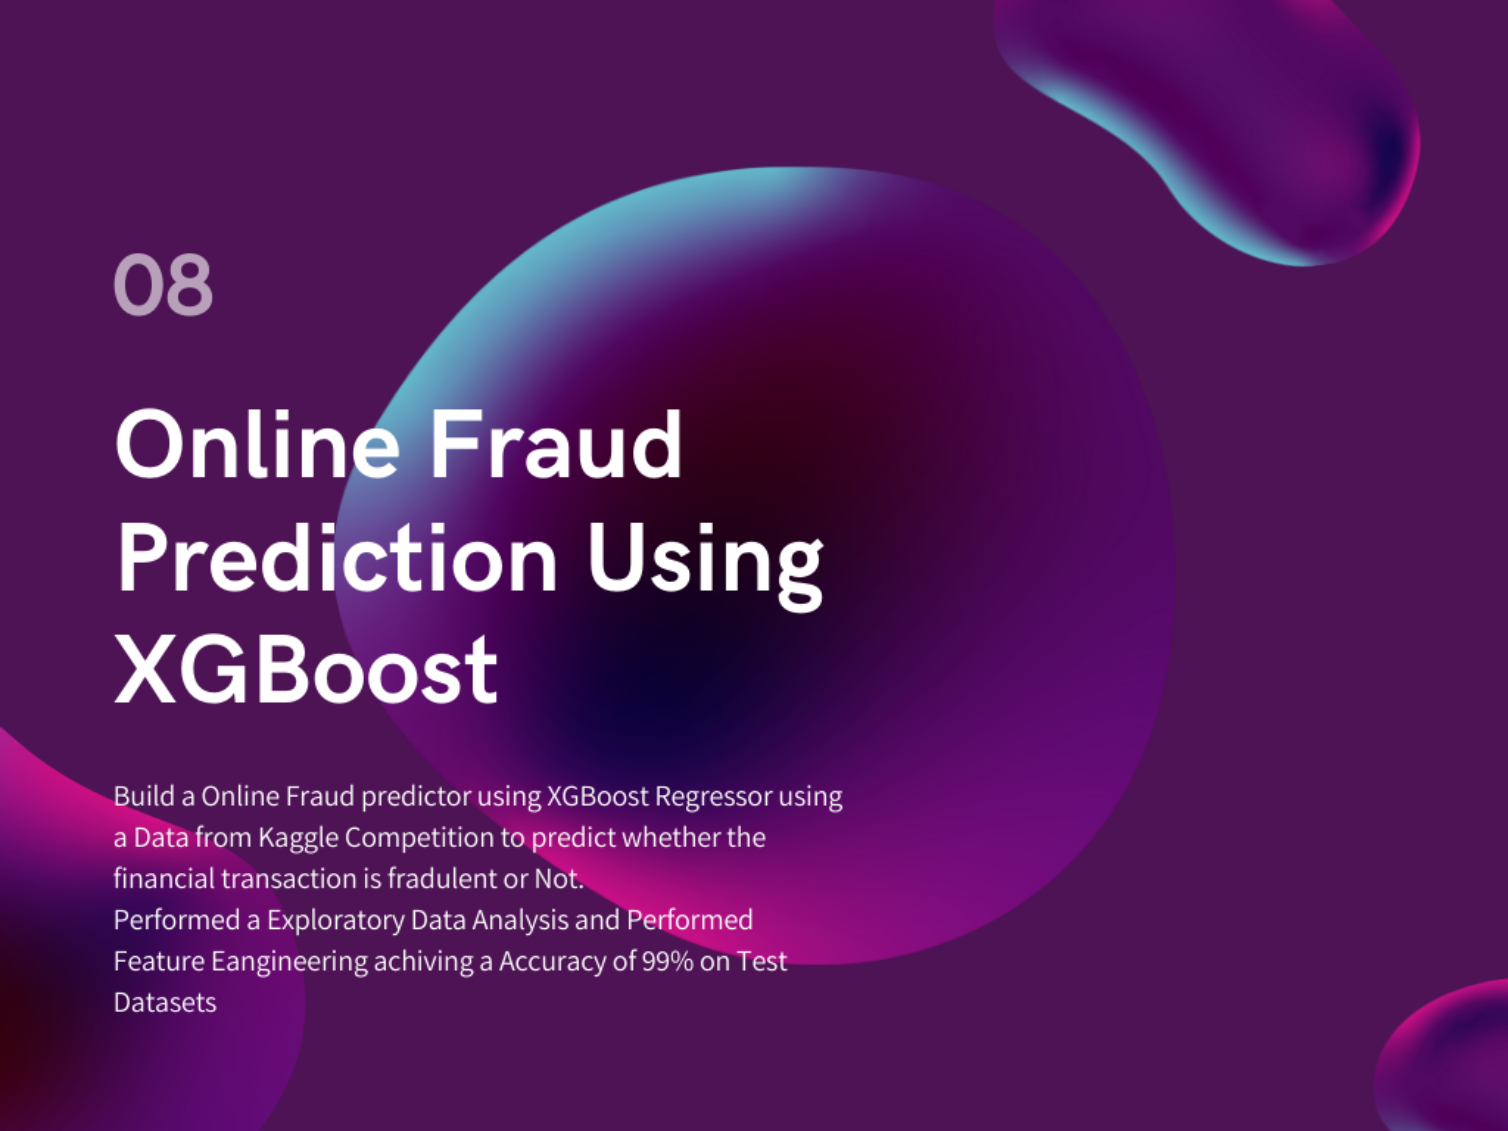 08
Online Fraud
Prediction Using
XGBoost
Build a Online Fraud predictor using XGBoost Regressor using
a Data from Kaggle Competition to predict whether the
financial transaction is fradulent or Not.
Performed a Exploratory Data Analysis and Performed
Feature Eangineering achiving a Accuracy of 99% on Test
Datasets